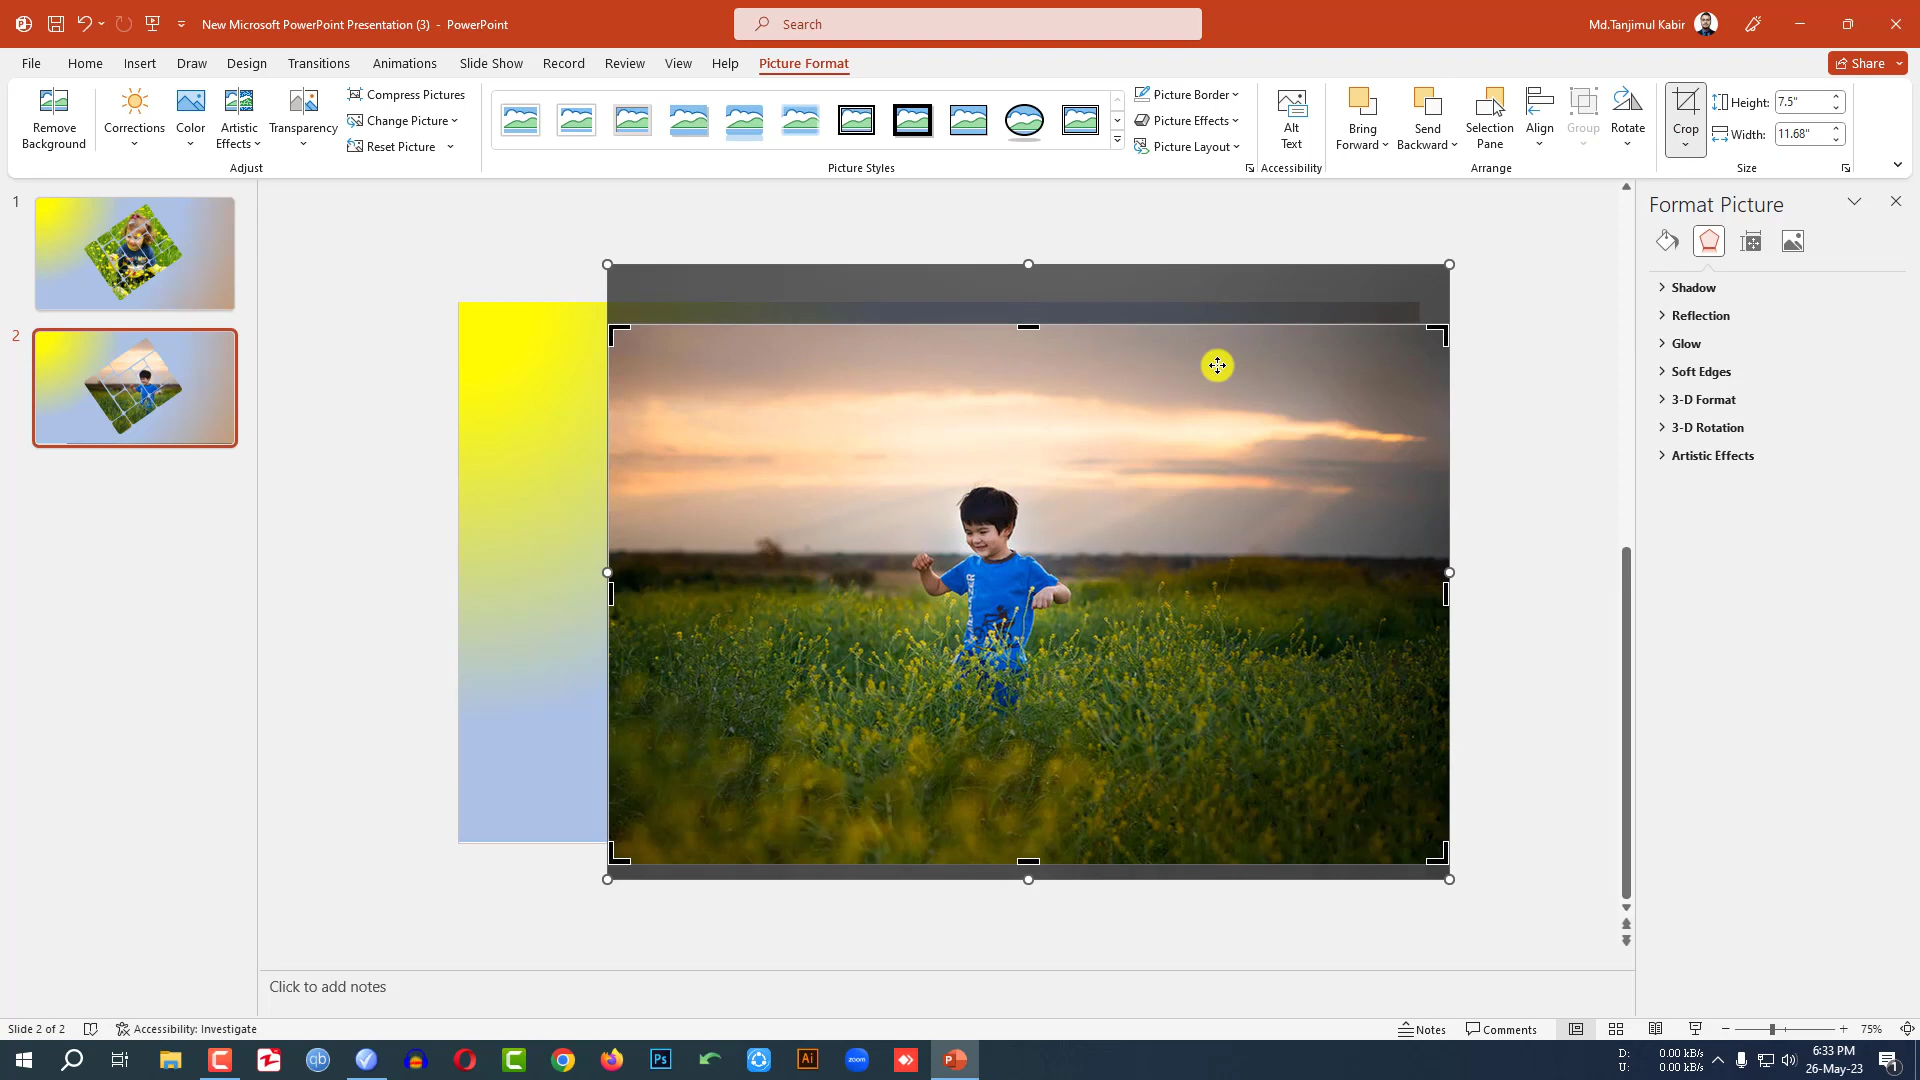 New Microsoft PowerPoint Presentation (3) - PowerPoint
Search
Md.Tanjimul Kabir
File Home Insert Draw Design Transitions Animations Slide Show Record Review View Help Picture Format
Share
Remove Background
Corrections
Color
Artistic Effects
Transparency
Compress Pictures
Change Picture
Reset Picture
Adjust
Picture Styles
Picture Border
Picture Effects
Picture Layout
Alt Text
Accessibility
Bring Forward
Send Backward
Selection Pane
Align
Group
Rotate
Arrange
Crop
Height: 7.5"
Width: 11.68"
Size
1
2
Format Picture
Shadow
Reflection
Glow
Soft Edges
3-D Format
3-D Rotation
Artistic Effects
Click to add notes
Slide 2 of 2
Accessibility: Investigate
Notes
Comments
75%
qb
Ps
Ai
zoom
D: 0.00 kB/s
U: 0.00 kB/s
6:33 PM
26-May-23
1